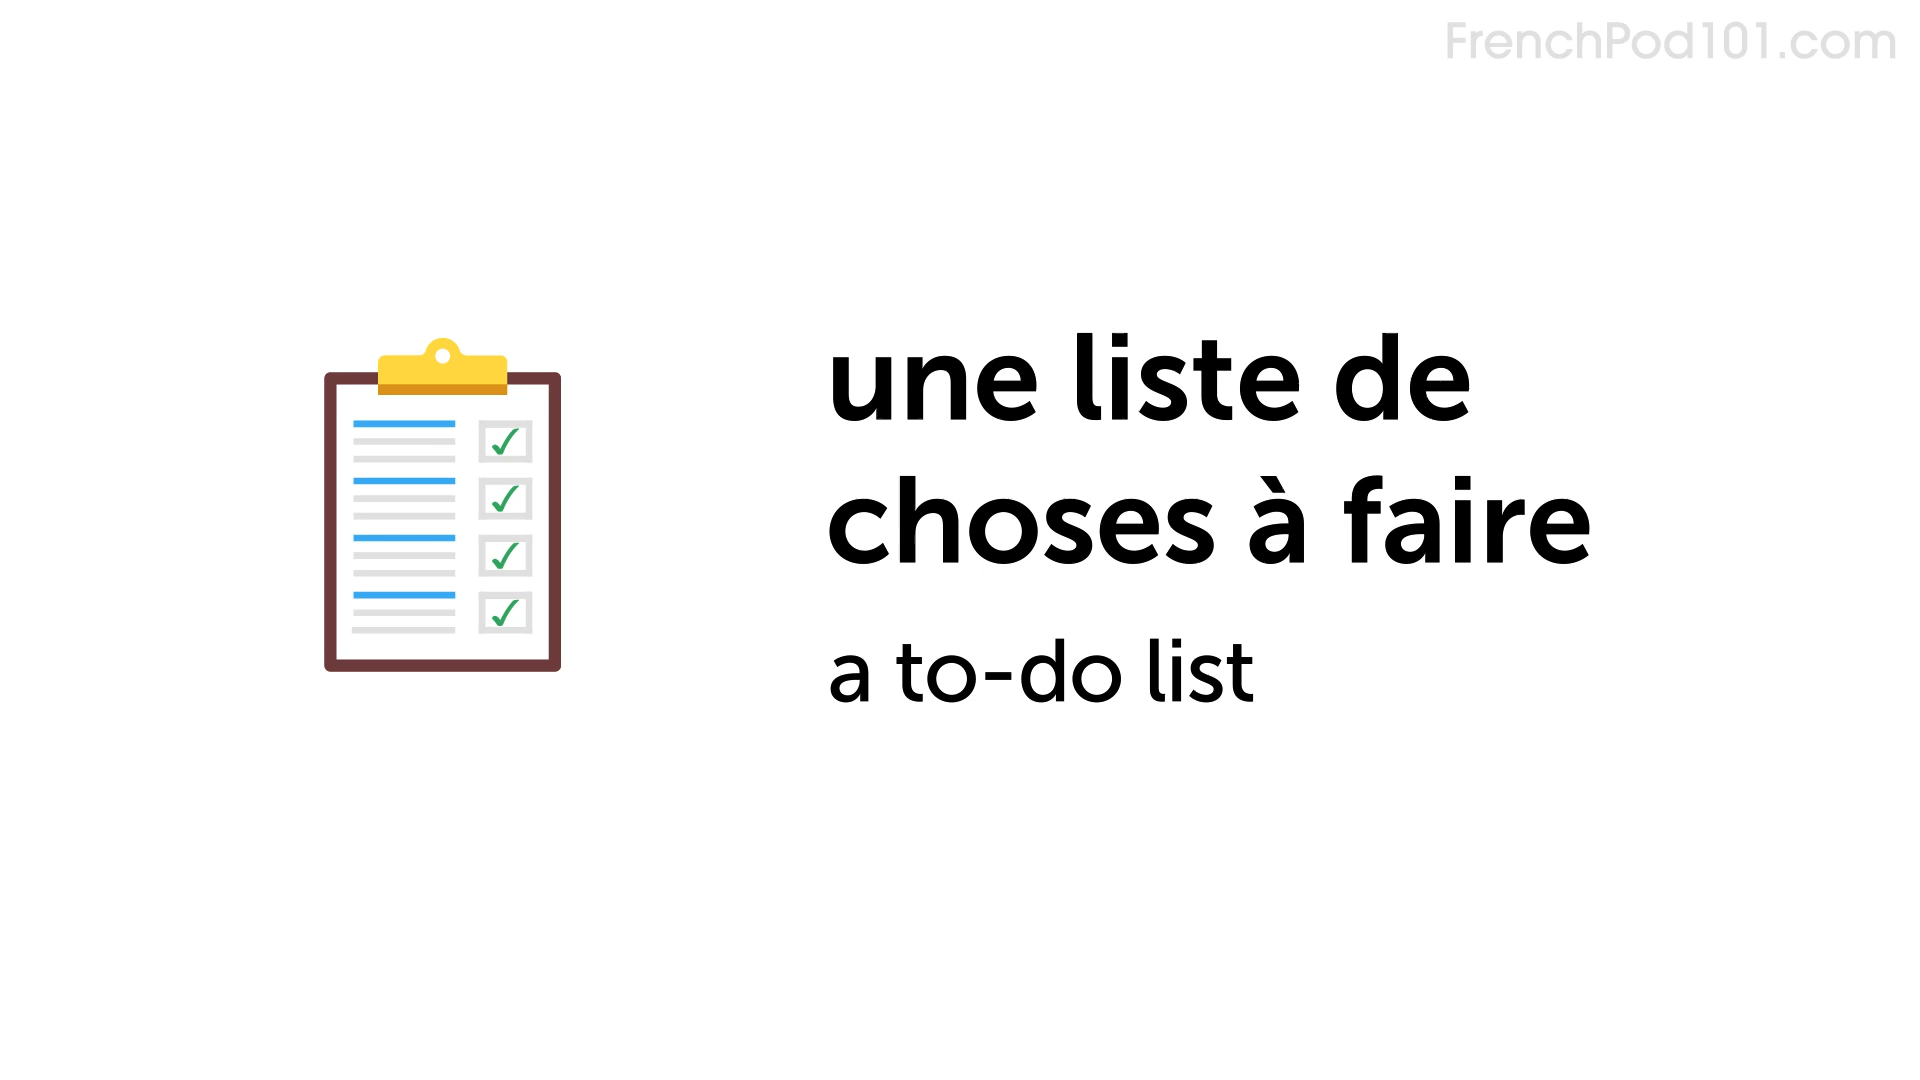 FrenchPod101.com
une liste de
choses à faire
a to-do list